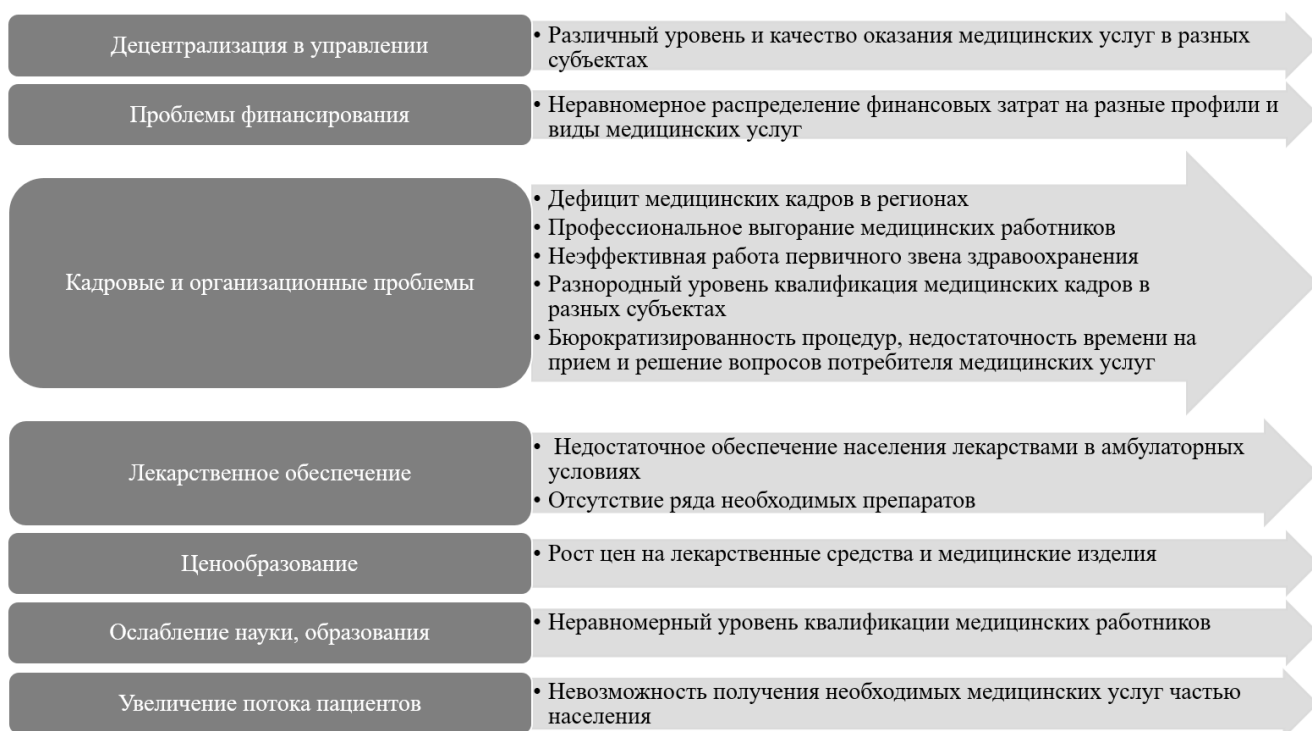 Децентрализация в управлении
• Различный уровень и качество оказания медицинских услуг в разных
субъектах
Проблемы финансирования
• Неравномерное распределение финансовых затрат на разные профили и
виды медицинских услуг
Кадровые и организационные проблемы
• Дефицит медицинских кадров в регионах
• Профессиональное выгорание медицинских работников
• Неэффективная работа первичного звена здравоохранения
• Разнородный уровень квалификация медицинских кадров в
разных субъектах
• Бюрократизированность процедур, недостаточность времени на
прием и решение вопросов потребителя медицинских услуг
Лекарственное обеспечение
• Недостаточное обеспечение населения лекарствами в амбулаторных
условиях
• Отсутствие ряда необходимых препаратов
Ценообразование
• Рост цен на лекарственные средства и медицинские изделия
Ослабление науки, образования
• Неравномерный уровень квалификации медицинских работников
Увеличение потока пациентов
• Невозможность получения необходимых медицинских услуг частью
населения